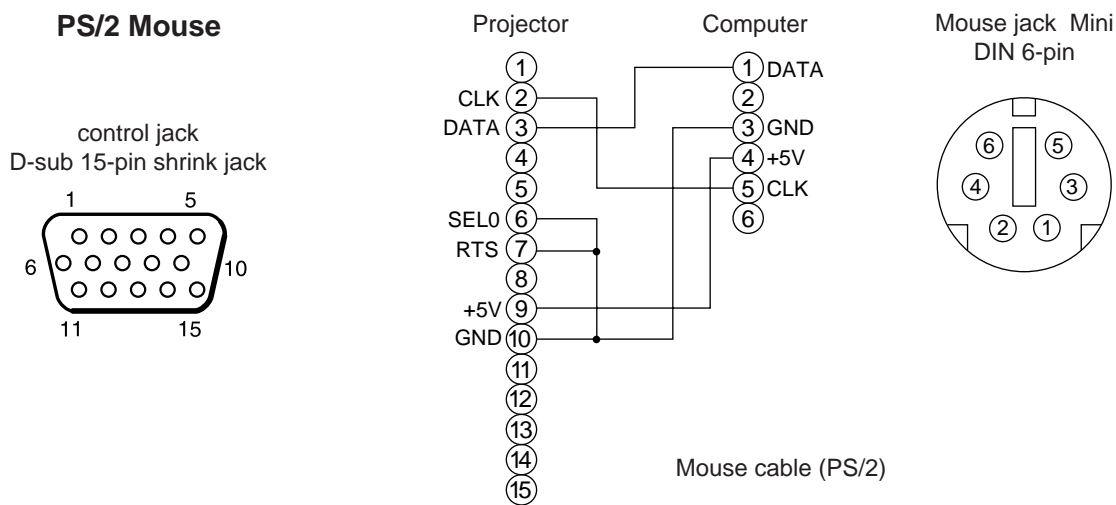 PS/2 Mouse
control jack
D-sub 15-pin shrink jack
1 5
6 10
11 15
Projector Computer
1 1 DATA
CLK 2 2
DATA 3 3 GND
4 4 +5V
5 5 CLK
SEL0 6 6
RTS 7
8
+5V 9
GND 10
11
12
13
14
15
Mouse cable (PS/2)
Mouse jack Mini
DIN 6-pin
6 5
4 3
2 1